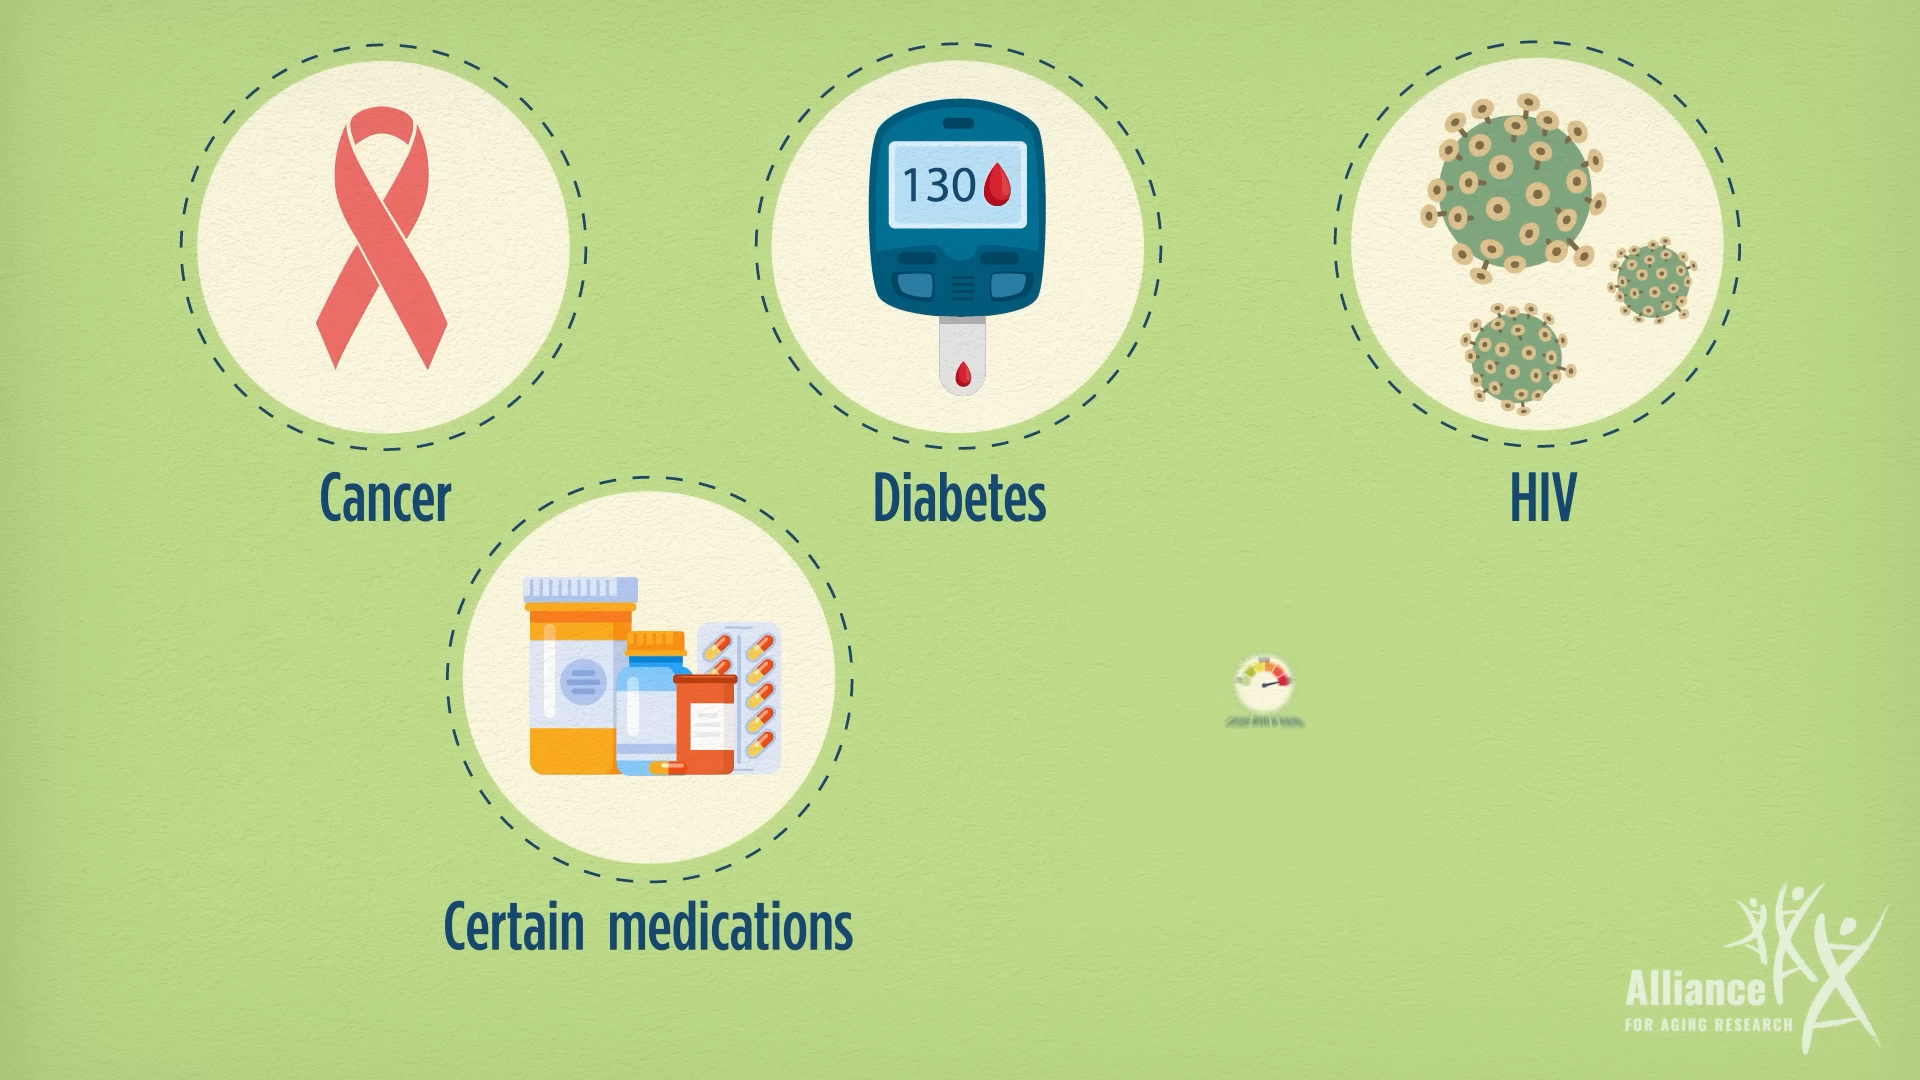 130
Cancer
Diabetes
HIV
Certain medications
Alliance
FOR AGING RESEARCH